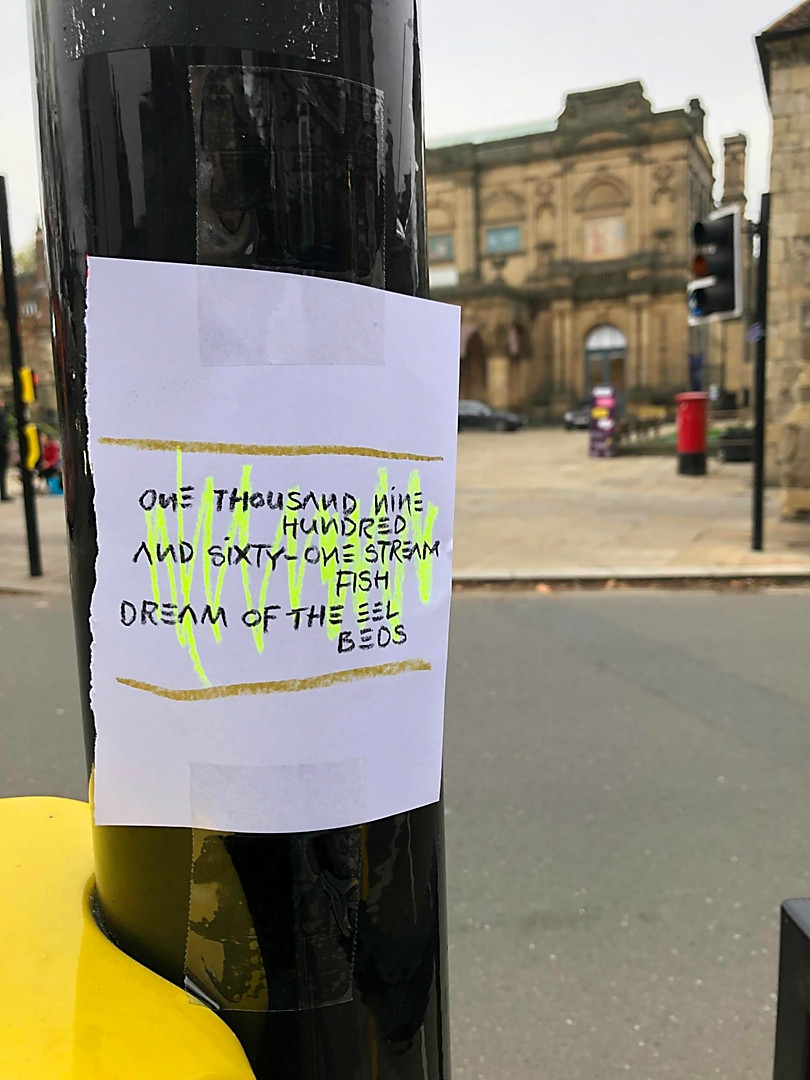 ONE THOUSAND NINE
HUNDRED
AND SIXTY-ONE STREAM
FISH
DREAM OF THE EEL
BEDS